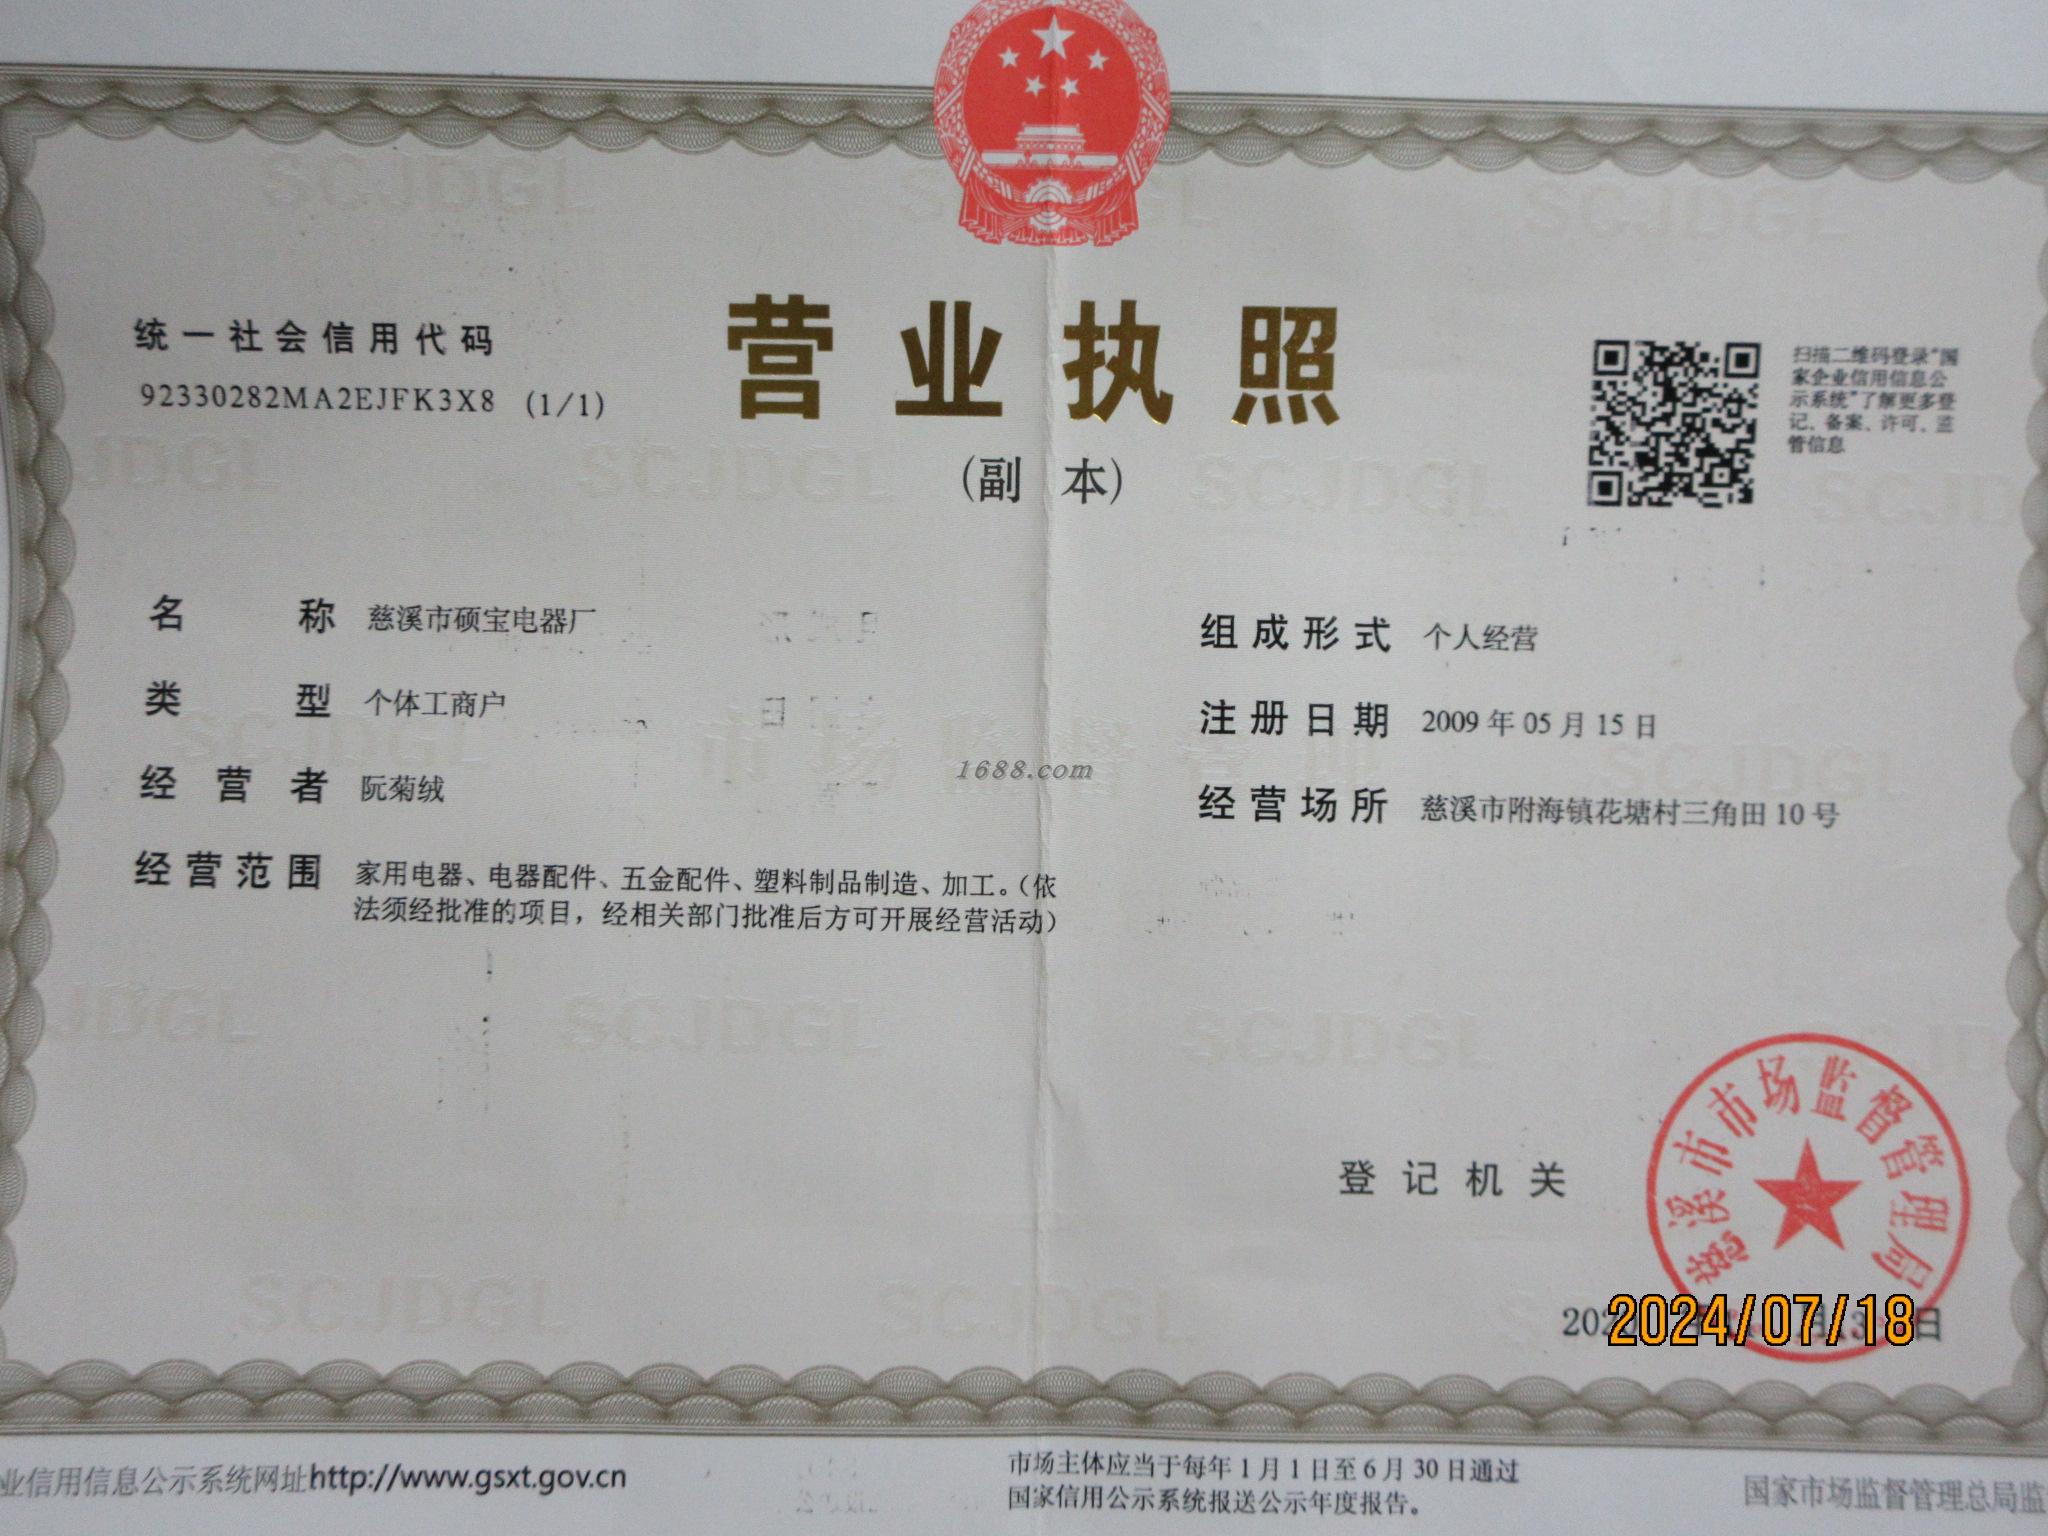 营业执照
(副 本)
统一社会信用代码
92330282MA2EJFK3X8 (1/1)
扫描二维码登录"国
家企业信用信息公
示系统"了解更多登
记、备案、许可、监
管信息
名 称 慈溪市硕宝电器厂
类 型 个体工商户
经 营 者 阮菊绒
经营范围 家用电器、电器配件、五金配件、塑料制品制造、加工。(依
法须经批准的项目，经相关部门批准后方可开展经营活动)
组成形式 个人经营
注册日期 2009 年 05 月 15 日
经营场所 慈溪市附海镇花塘村三角田 10 号
1688.com
登记机关
慈溪市市场监督管理局
2024/07/18
日
业信用信息公示系统网址http://www.gsxt.gov.cn
市场主体应当于每年 1 月 1 日至 6 月 30 日通过
国家信用公示系统报送公示年度报告。
国家市场监督管理总局监
SCJDGL